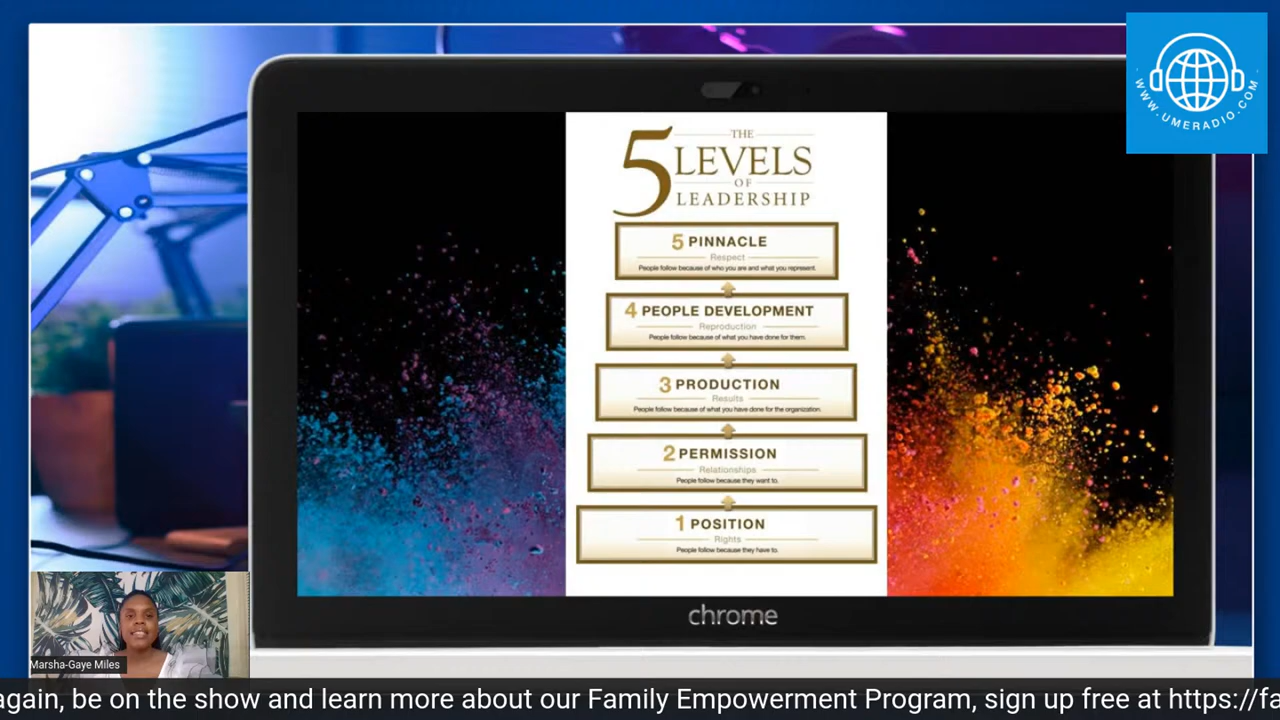 WWW.UMERADIO.COM
THE
5 LEVELS
OF
LEADERSHIP
5 PINNACLE
Respect
People follow because of who you are and what you represent.
4 PEOPLE DEVELOPMENT
Reproduction
People follow because of what you have done for them.
3 PRODUCTION
Results
People follow because of what you have done for the organization.
2 PERMISSION
Relationships
People follow because they want to.
1 POSITION
Rights
People follow because they have to.
chrome
Marsha-Gaye Miles
again, be on the show and learn more about our Family Empowerment Program, sign up free at https://fa